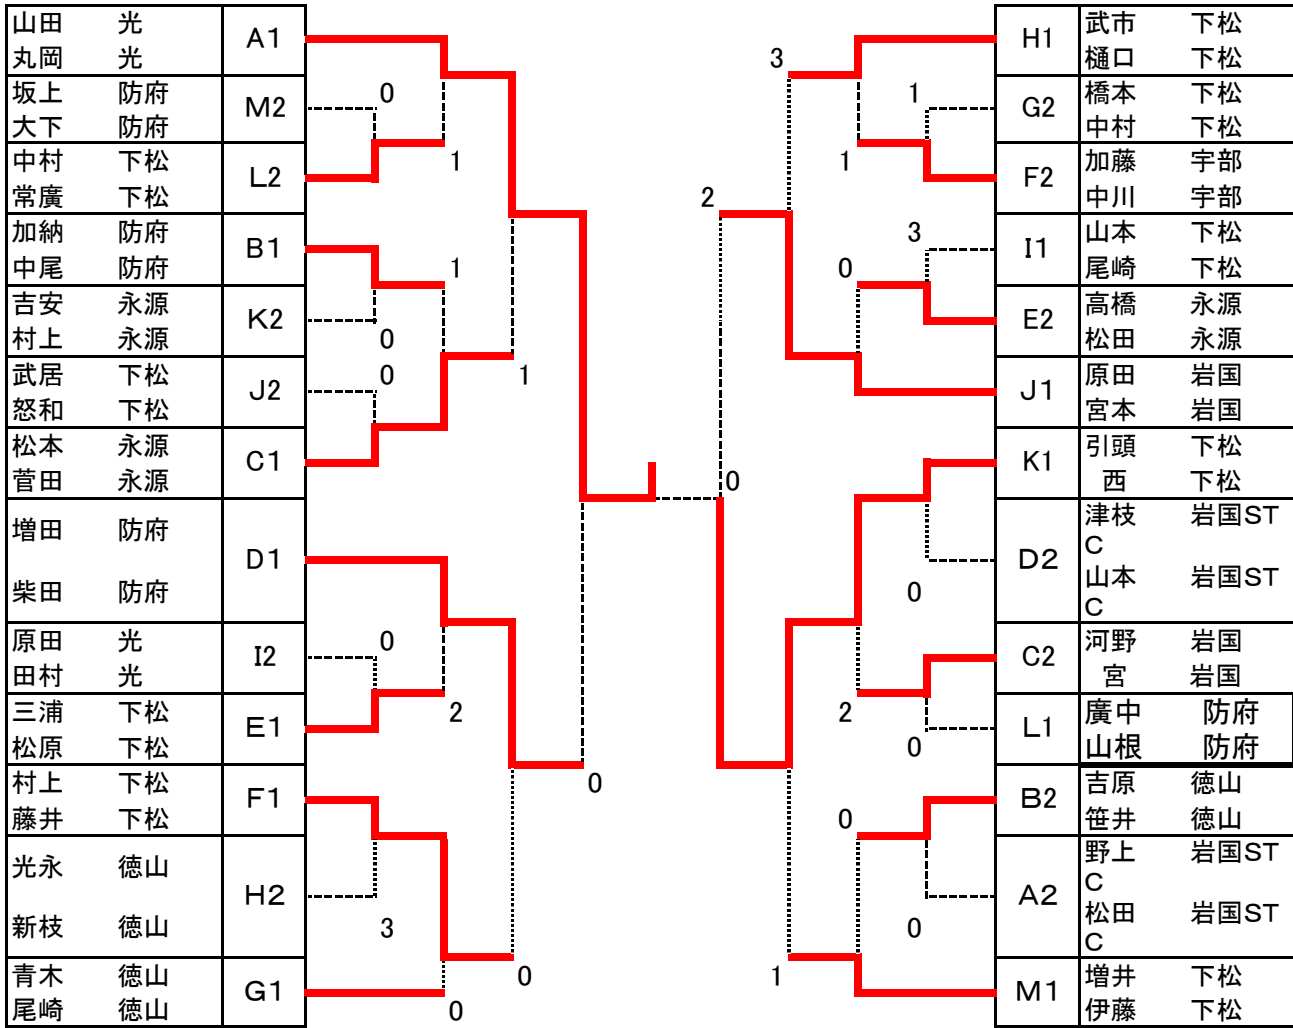 山田 光
丸岡 光
A1
坂上 防府
大下 防府
M2
中村 下松
常廣 下松
L2
加納 防府
中尾 防府
B1
吉安 永源
村上 永源
K2
武居 下松
怒和 下松
J2
松本 永源
菅田 永源
C1
増田 防府
柴田 防府
D1
原田 光
田村 光
I2
三浦 下松
松原 下松
E1
村上 下松
藤井 下松
F1
光永 徳山
新枝 徳山
H2
青木 徳山
尾崎 徳山
G1
0
1
1
0
0
1
0
2
0
3
0
0
3
1
1
2
3
0
0
0
2
0
0
0
1
H1
武市 下松
樋口 下松
G2
橋本 下松
中村 下松
F2
加藤 宇部
中川 宇部
I1
山本 下松
尾崎 下松
E2
高橋 永源
松田 永源
J1
原田 岩国
宮本 岩国
K1
引頭 下松
西 下松
D2
津枝 岩国ST
C
山本 岩国ST
C
C2
河野 岩国
宮 岩国
L1
廣中 防府
山根 防府
B2
吉原 徳山
笹井 徳山
A2
野上 岩国ST
C
松田 岩国ST
C
M1
増井 下松
伊藤 下松